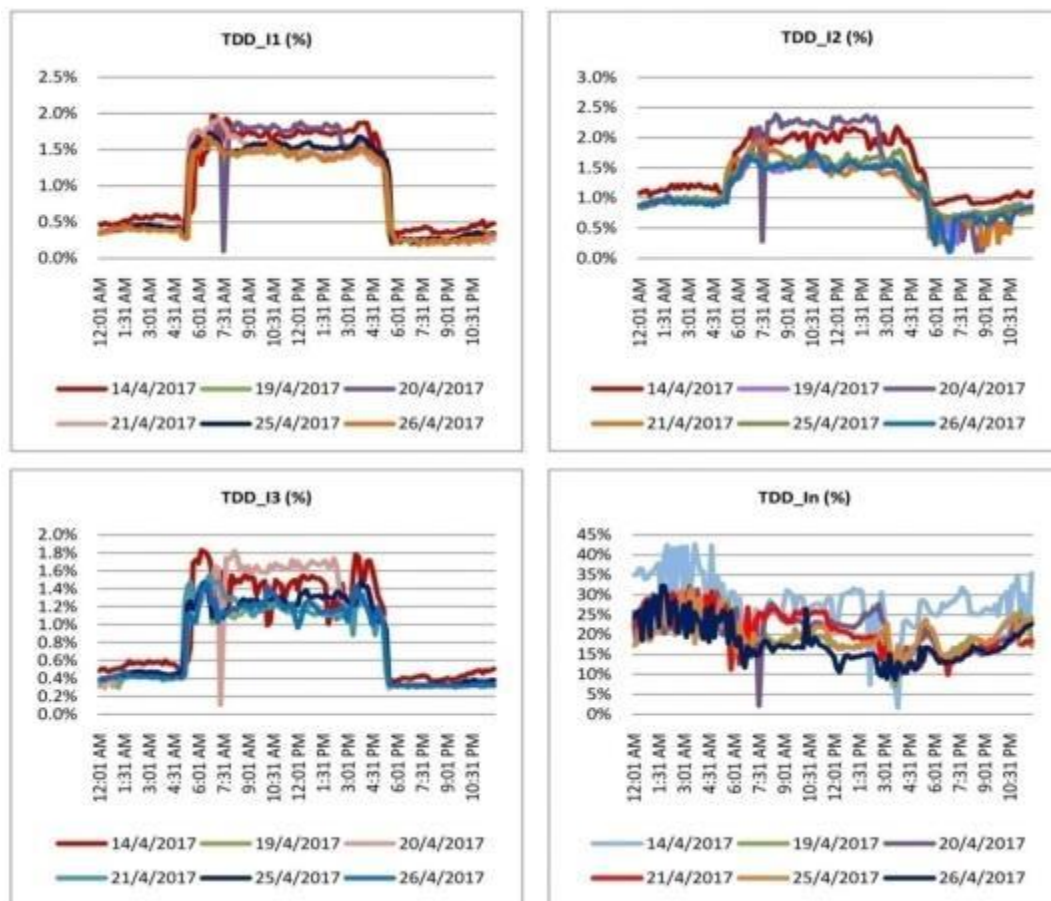 TDD_I1 (%)
2.5%
2.0%
1.5%
1.0%
0.5%
0.0%
12:01 AM
1:31 AM
3:01 AM
4:31 AM
6:01 AM
7:31 AM
9:01 AM
10:31 AM
12:01 PM
1:31 PM
3:01 PM
4:31 PM
6:01 PM
7:31 PM
9:01 PM
10:31 PM
14/4/2017 19/4/2017 20/4/2017
21/4/2017 25/4/2017 26/4/2017
TDD_I2 (%)
3.0%
2.5%
2.0%
1.5%
1.0%
0.5%
0.0%
12:01 AM
1:31 AM
3:01 AM
4:31 AM
6:01 AM
7:31 AM
9:01 AM
10:31 AM
12:01 PM
1:31 PM
3:01 PM
4:31 PM
6:01 PM
7:31 PM
9:01 PM
10:31 PM
14/4/2017 19/4/2017 20/4/2017
21/4/2017 25/4/2017 26/4/2017
TDD_I3 (%)
2.0%
1.8%
1.6%
1.4%
1.2%
1.0%
0.8%
0.6%
0.4%
0.2%
0.0%
12:01 AM
1:31 AM
3:01 AM
4:31 AM
6:01 AM
7:31 AM
9:01 AM
10:31 AM
12:01 PM
1:31 PM
3:01 PM
4:31 PM
6:01 PM
7:31 PM
9:01 PM
10:31 PM
14/4/2017 19/4/2017 20/4/2017
21/4/2017 25/4/2017 26/4/2017
TDD_In (%)
45%
40%
35%
30%
25%
20%
15%
10%
5%
0%
12:01 AM
1:31 AM
3:01 AM
4:31 AM
6:01 AM
7:31 AM
9:01 AM
10:31 AM
12:01 PM
1:31 PM
3:01 PM
4:31 PM
6:01 PM
7:31 PM
9:01 PM
10:31 PM
14/4/2017 19/4/2017 20/4/2017
21/4/2017 25/4/2017 26/4/2017